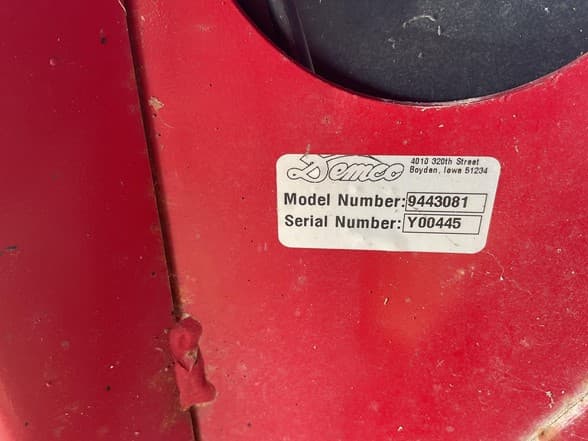 Demco
4010 320th Street
Boyden, Iowa 51234
Model Number: 9443081
Serial Number: Y00445